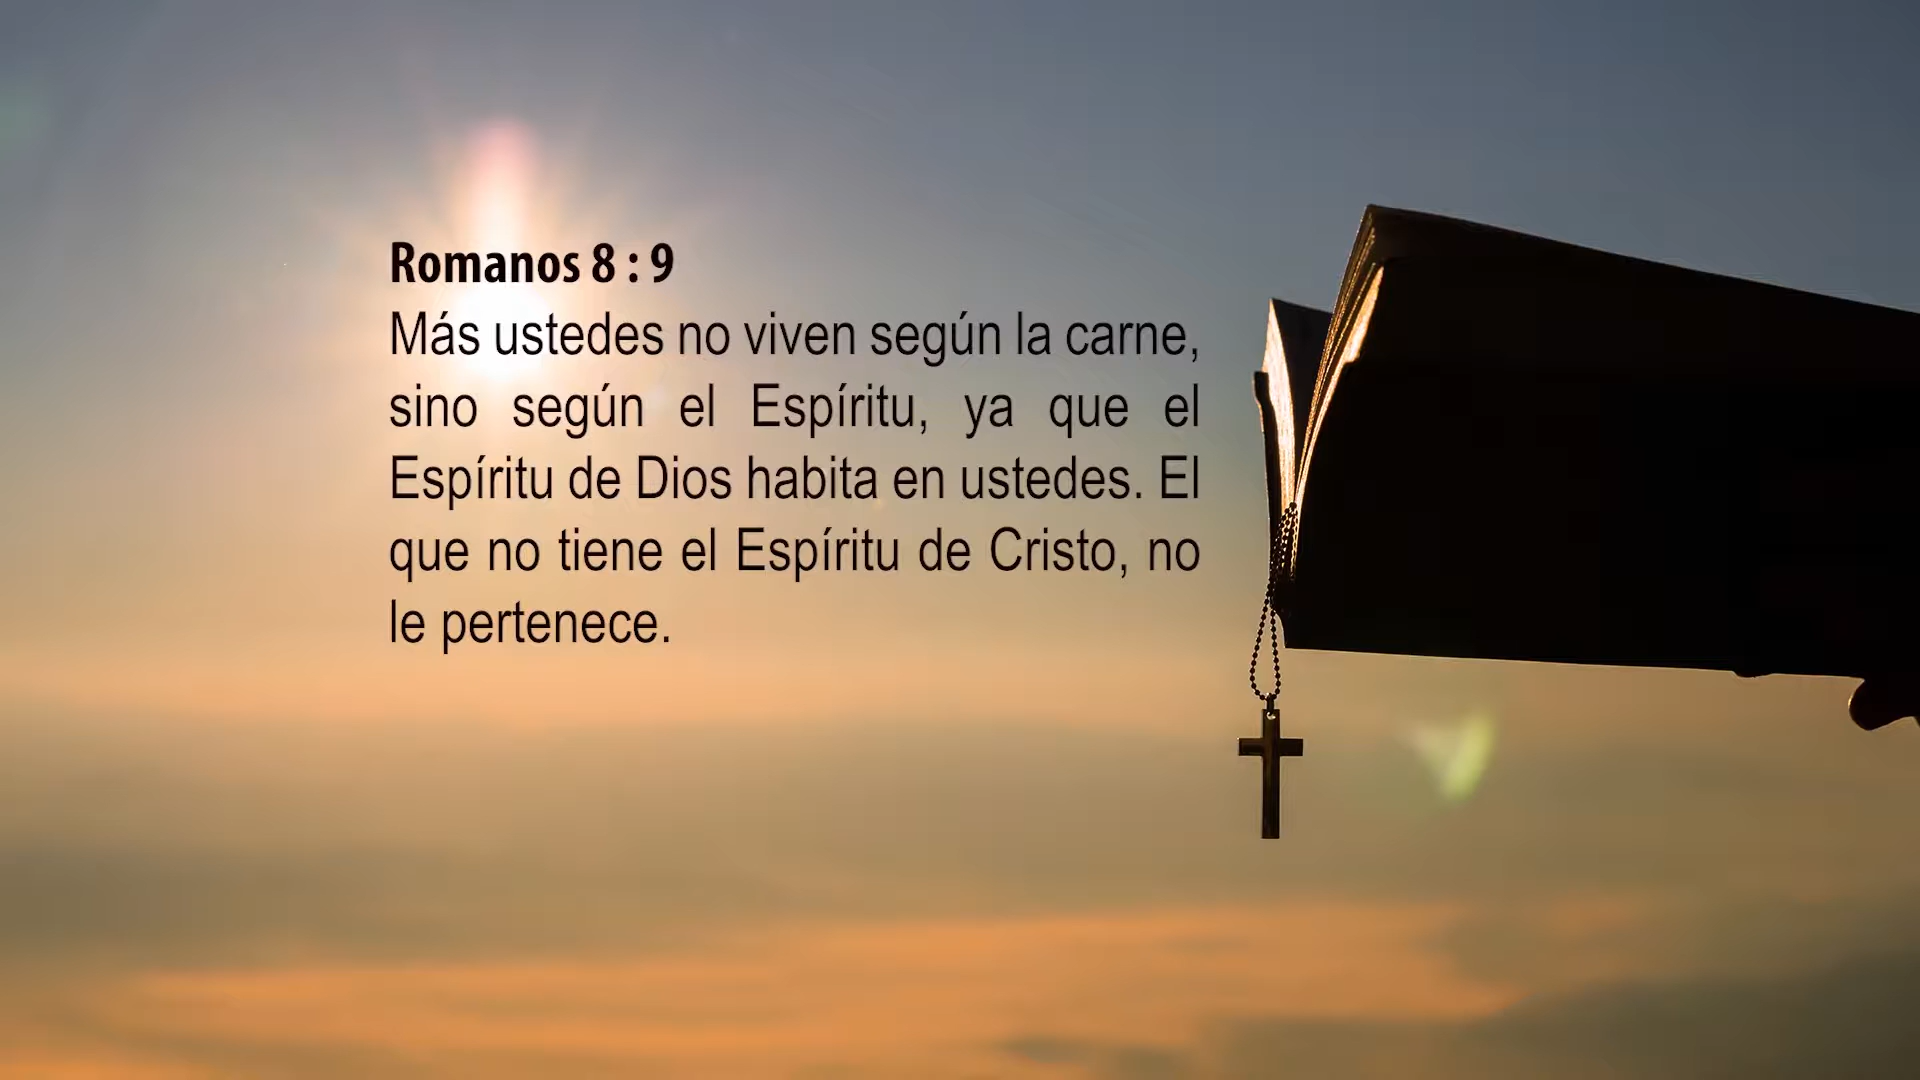 Romanos 8 : 9
Más ustedes no viven según la carne,
sino según el Espíritu, ya que el
Espíritu de Dios habita en ustedes. El
que no tiene el Espíritu de Cristo, no
le pertenece.